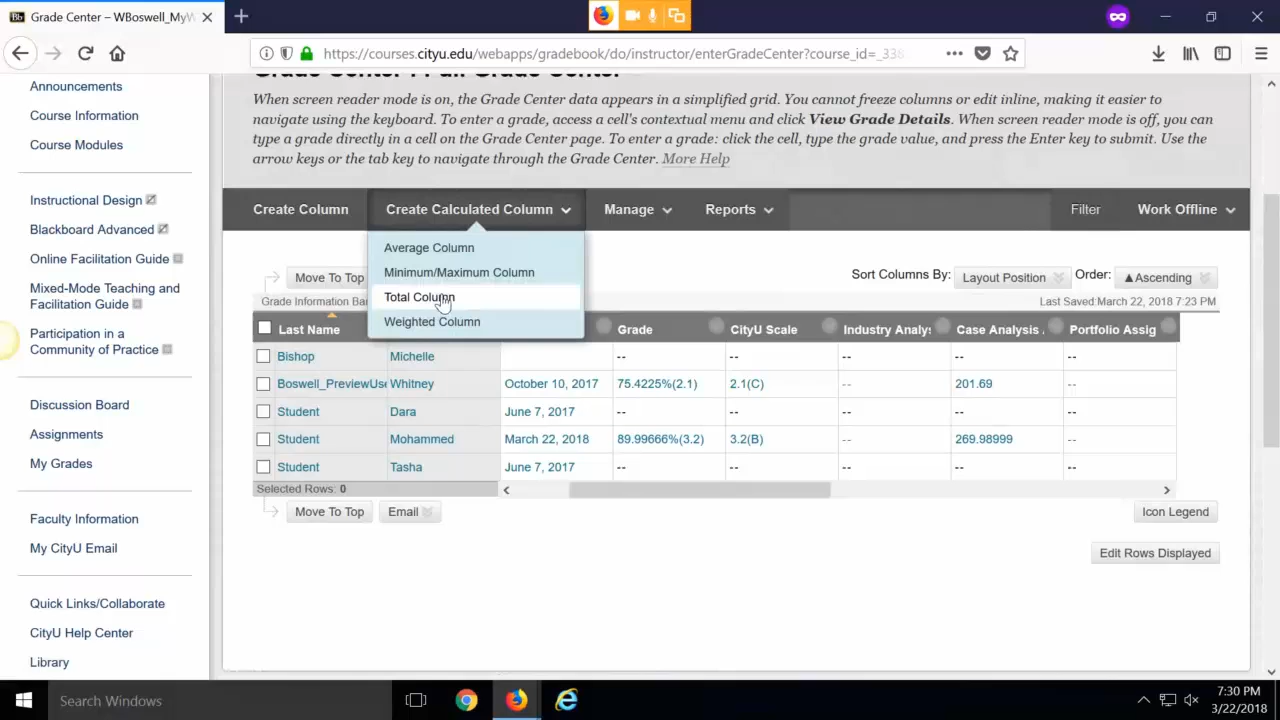 Grade Center – WBoswell_MyW
https://courses.cityu.edu/webapps/gradebook/do/instructor/enterGradeCenter?course_id=_338
Announcements
Course Information
Course Modules
Instructional Design
Blackboard Advanced
Online Facilitation Guide
Mixed-Mode Teaching and
Facilitation Guide
Participation in a
Community of Practice
Discussion Board
Assignments
My Grades
Faculty Information
My CityU Email
Quick Links/Collaborate
CityU Help Center
Library
When screen reader mode is on, the Grade Center data appears in a simplified grid. You cannot freeze columns or edit inline, making it easier to
navigate using the keyboard. To enter a grade, access a cell's contextual menu and click View Grade Details. When screen reader mode is off, you can
type a grade directly in a cell on the Grade Center page. To enter a grade: click the cell, type the grade value, and press the Enter key to submit. Use the
arrow keys or the tab key to navigate through the Grade Center. More Help
Create Column Create Calculated Column Manage Reports Filter Work Offline
Average Column
Minimum/Maximum Column
Total Column
Weighted Column
Move To Top Sort Columns By: Layout Position Order: ▲Ascending
Grade Information Bar Last Saved:March 22, 2018 7:23 PM
Last Name Grade CityU Scale Industry Analys Case Analysis Portfolio Assig
Bishop Michelle -- -- -- -- --
Boswell_PreviewUse Whitney October 10, 2017 75.4225%(2.1) 2.1(C) -- 201.69 --
Student Dara June 7, 2017 -- -- -- -- --
Student Mohammed March 22, 2018 89.99666%(3.2) 3.2(B) -- 269.98999 --
Student Tasha June 7, 2017 -- -- -- -- --
Selected Rows: 0
Move To Top Email Icon Legend
Edit Rows Displayed
Search Windows
7:30 PM
3/22/2018